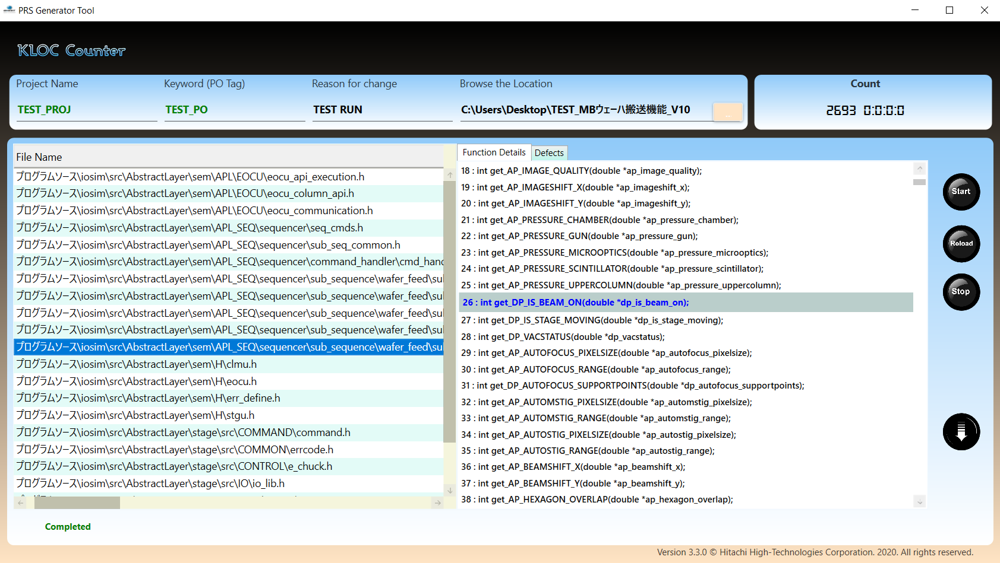 PRS Generator Tool
KLOC Counter
Project Name
Keyword (PO Tag)
Reason for change
Browse the Location
TEST_PROJ
TEST_PO
TEST RUN
C:\Users\Desktop\TEST_MBウェーハ搬送機能_V10
...
Count
2693 0:0:0:0
File Name
プログラムソース\iosim\src\AbstractLayer\sem\APL\EOCU\eocu_api_execution.h
プログラムソース\iosim\src\AbstractLayer\sem\APL\EOCU\eocu_column_api.h
プログラムソース\iosim\src\AbstractLayer\sem\APL\EOCU\eocu_communication.h
プログラムソース\iosim\src\AbstractLayer\sem\APL_SEQ\sequencer\seq_cmds.h
プログラムソース\iosim\src\AbstractLayer\sem\APL_SEQ\sequencer\sub_seq_common.h
プログラムソース\iosim\src\AbstractLayer\sem\APL_SEQ\sequencer\command_handler\cmd_hand
プログラムソース\iosim\src\AbstractLayer\sem\APL_SEQ\sequencer\sub_sequence\wafer_feed\sul
プログラムソース\iosim\src\AbstractLayer\sem\APL_SEQ\sequencer\sub_sequence\wafer_feed\sul
プログラムソース\iosim\src\AbstractLayer\sem\APL_SEQ\sequencer\sub_sequence\wafer_feed\sul
プログラムソース\iosim\src\AbstractLayer\sem\APL_SEQ\sequencer\sub_sequence\wafer_feed\sul
プログラムソース\iosim\src\AbstractLayer\sem\APL_SEQ\sequencer\sub_sequence\wafer_feed\sul
プログラムソース\iosim\src\AbstractLayer\sem\H\clmu.h
プログラムソース\iosim\src\AbstractLayer\sem\H\eocu.h
プログラムソース\iosim\src\AbstractLayer\sem\H\err_define.h
プログラムソース\iosim\src\AbstractLayer\sem\H\stgu.h
プログラムソース\iosim\src\AbstractLayer\stage\src\COMMAND\command.h
プログラムソース\iosim\src\AbstractLayer\stage\src\COMMON\errcode.h
プログラムソース\iosim\src\AbstractLayer\stage\src\CONTROL\e_chuck.h
プログラムソース\iosim\src\AbstractLayer\stage\src\IO\io_lib.h
Completed
Function Details
Defects
18 : int get_AP_IMAGE_QUALITY(double *ap_image_quality);
19 : int get_AP_IMAGESHIFT_X(double *ap_imageshift_x);
20 : int get_AP_IMAGESHIFT_Y(double *ap_imageshift_y);
21 : int get_AP_PRESSURE_CHAMBER(double *ap_pressure_chamber);
22 : int get_AP_PRESSURE_GUN(double *ap_pressure_gun);
23 : int get_AP_PRESSURE_MICROOPTICS(double *ap_pressure_microoptics);
24 : int get_AP_PRESSURE_SCINTILLATOR(double *ap_pressure_scintillator);
25 : int get_AP_PRESSURE_UPPERCOLUMN(double *ap_pressure_uppercolumn);
26 : int get_DP_IS_BEAM_ON(double *dp_is_beam_on);
27 : int get_DP_IS_STAGE_MOVING(double *dp_is_stage_moving);
28 : int get_DP_VACSTATUS(double *dp_vacstatus);
29 : int get_AP_AUTOFOCUS_PIXELSIZE(double *ap_autofocus_pixelsize);
30 : int get_AP_AUTOFOCUS_RANGE(double *ap_autofocus_range);
31 : int get_DP_AUTOFOCUS_SUPPORTPOINTS(double *dp_autofocus_supportpoints);
32 : int get_AP_AUTOMSTIG_PIXELSIZE(double *ap_automstig_pixelsize);
33 : int get_AP_AUTOMSTIG_RANGE(double *ap_automstig_range);
34 : int get_AP_AUTOSTIG_PIXELSIZE(double *ap_autostig_pixelsize);
35 : int get_AP_AUTOSTIG_RANGE(double *ap_autostig_range);
36 : int get_AP_BEAMSHIFT_X(double *ap_beamshift_x);
37 : int get_AP_BEAMSHIFT_Y(double *ap_beamshift_y);
38 : int get_AP_HEXAGON_OVERLAP(double *ap_hexagon_overlap);
Start
Reload
Stop
Version 3.3.0 © Hitachi High-Technologies Corporation. 2020. All rights reserved.